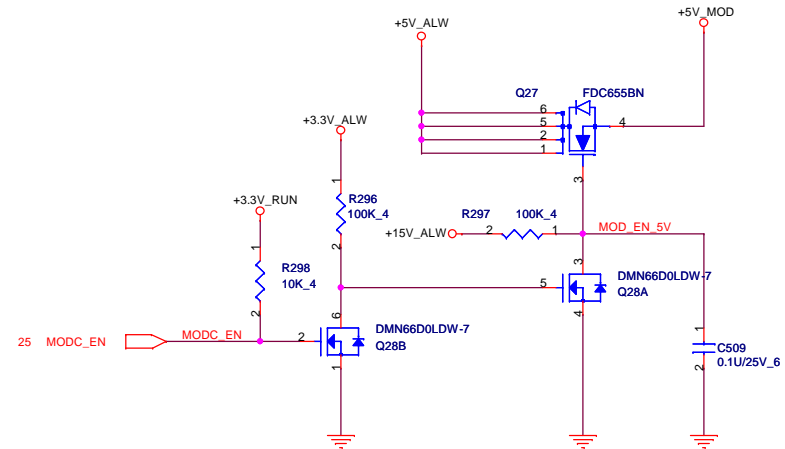 +5V_MOD
+5V_ALW
Q27 FDC655BN
6
5
2
1
4
3
+3.3V_ALW
1
R296
100K_4
2
+3.3V_RUN
1
R298
10K_4
2
R297 100K_4
+15V_ALW 2 1
MOD_EN_5V
3
DMN66D0LDW-7
Q28A
5
4
6
DMN66D0LDW-7
Q28B
25 MODC_EN
MODC_EN
2
1
1
C509
0.1U/25V_6
2